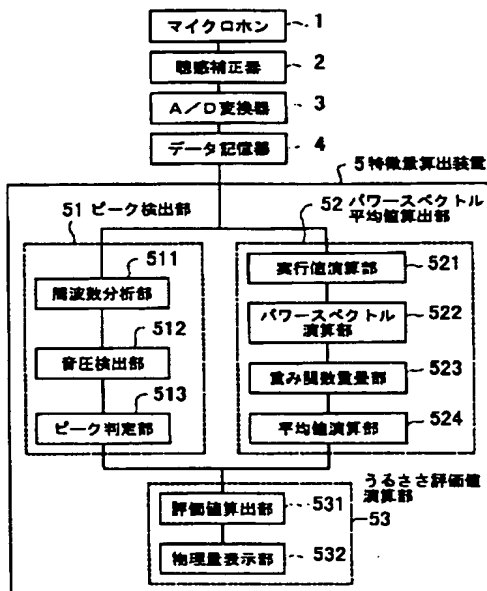 マイクロホン 1
聴感補正器 2
A/D変換器 3
データ記憶器 4
5特徴量算出装置
51 ピーク検出部
52 パワースペクトル
平均値算出部
511
周波数分析部
512
音圧検出部
513
ピーク判定部
実行値演算部 521
パワースペクトル
演算部
522
重み関数重畳部 523
平均値演算部 524
うるささ評価値
演算部
評価値算出部 531
53
物理量表示部 532